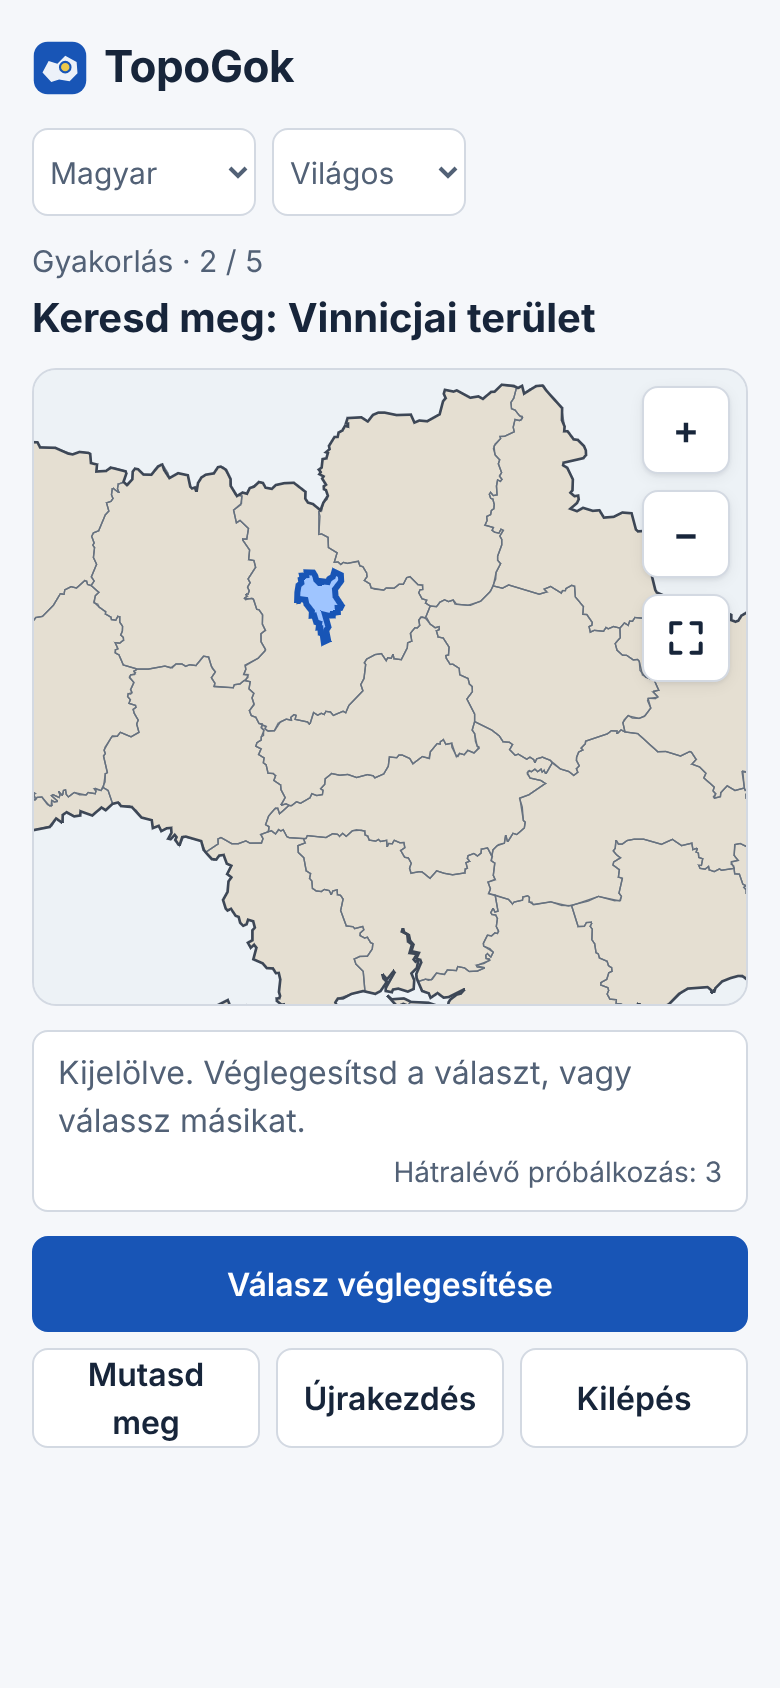 TopoGok
Magyar
Világos
Gyakorlás · 2 / 5
Keresd meg: Vinnicjai terület
+
−
Kijelölve. Véglegesítsd a választ, vagy
válassz másikat.
Hátralévő próbálkozás: 3
Válasz véglegesítése
Mutasd
meg
Újrakezdés
Kilépés